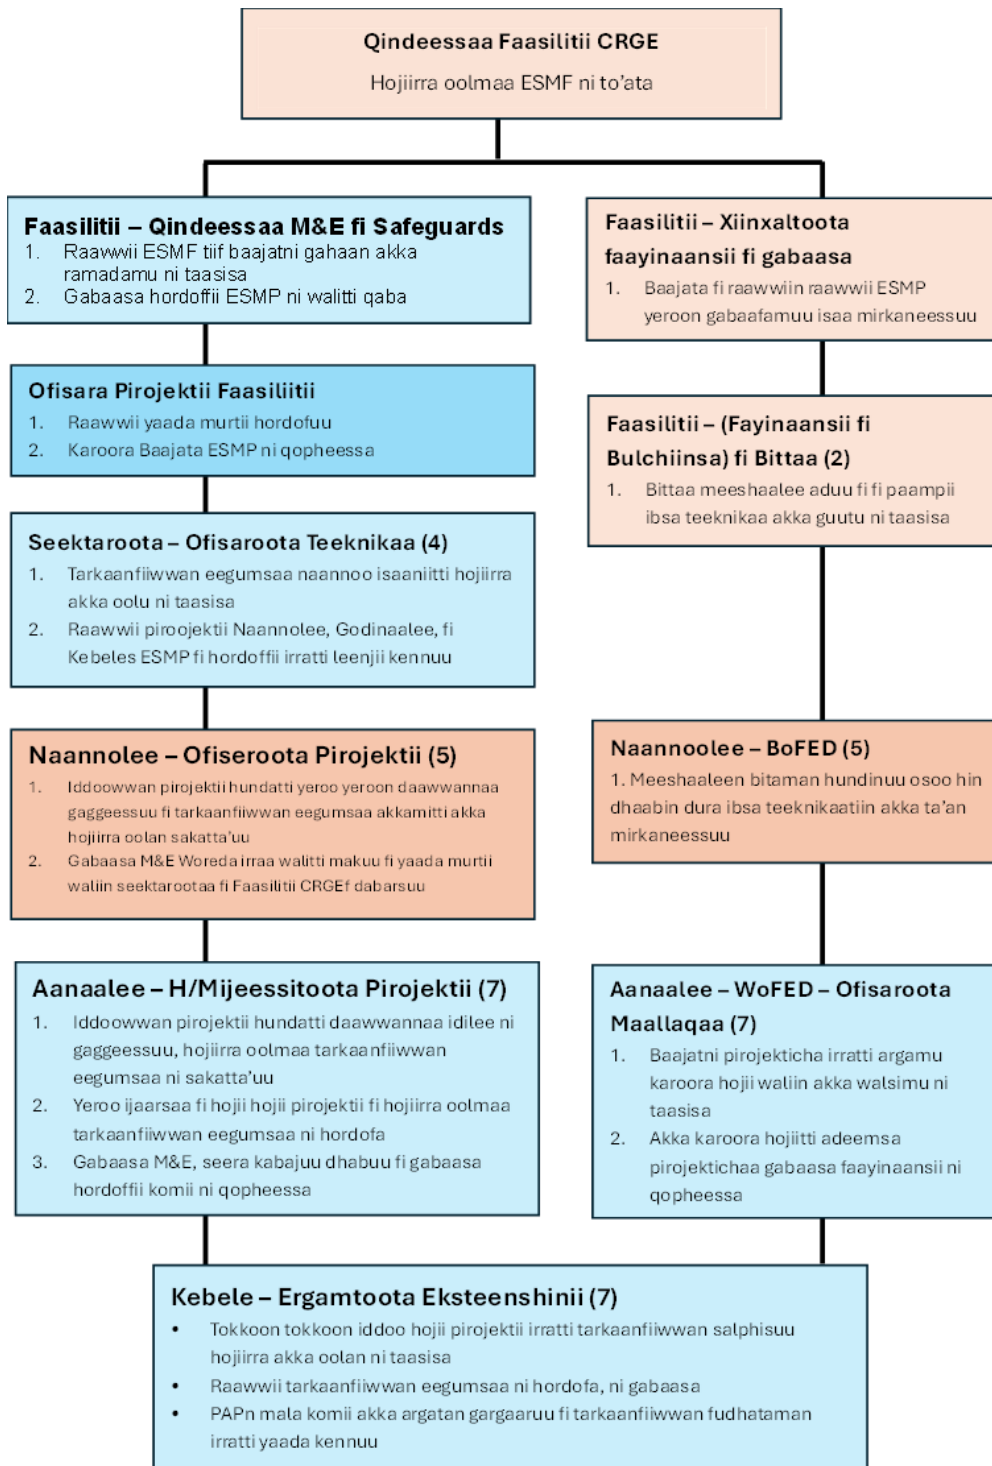 Qindeessaa Faasilitii CRGE
Hojiirra oolmaa ESMF ni to'ata
Faasilitii – Qindeessaa M&E fi Safeguards
1. Raawwii ESMF tiif baajatni gahaan akka
ramadamu ni taasisa
2. Gabaasa hordoffii ESMP ni walitti qaba
Faasilitii – Xiinxaltoota
faayinaansii fi gabaasa
1. Baajata fi raawwiin raawwii ESMP
yeroon gabaafamuu isaa mirkaneessuu
Ofisara Pirojektii Faasiliitii
1. Raawwii yaada murtii hordofuu
2. Karoora Baajata ESMP ni qopheessa
Faasilitii – (Fayinaansii fi
Bulchiinsa) fi Bittaa (2)
1. Bittaa meeshaalee aduu fi fi paampii
ibsa teeknikaa akka guutu ni taasisa
Seektaroota – Ofisaroota Teeknikaa (4)
1. Tarkaanfiiwwan eegumsaa naannoo isaaniitti hojiirra
akka oolu ni taasisa
2. Raawwii piroojektii Naannolee, Godinaalee, fi
Kebeles ESMP fi hordoffii irratti leenjii kennuu
Naannolee – Ofiseroota Pirojektii (5)
1. Iddoowwan pirojektii hundatti yeroo yeroon daawwannaa
gaggeessuu fi tarkaanfiiwwan eegumsaa akkamitti akka
hojiirra oolan sakatta'uu
2. Gabaasa M&E Woreda irraa walitti makuu fi yaada murtii
waliin seektarootaa fi Faasilitii CRGEf dabarsuu
Naannoolee – BoFED (5)
1. Meeshaaleen bitaman hundinuu osoo hin
dhaabin dura ibsa teeknikaatiin akka ta'an
mirkaneessuu
Aanaalee – H/Mijeessitoota Pirojektii (7)
1. Iddoowwan pirojektii hundatti daawwannaa idilee ni
gaggeessuu, hojiirra oolmaa tarkaanfiiwwan
eegumsaa ni sakatta'uu
2. Yeroo ijaarsaa fi hojii hojii pirojektii fi hojiirra oolmaa
tarkaanfiiwwan eegumsaa ni hordofa
3. Gabaasa M&E, seera kabajuu dhabuu fi gabaasa
hordoffii komii ni qopheessa
Aanaalee – WoFED – Ofisaroota
Maallaqaa (7)
1. Baajatni pirojekticha irratti argamu
karoora hojii waliin akka walsimu ni
taasisa
2. Akka karoora hojiitti adeemsa
pirojektichaa gabaasa faayinaansii ni
qopheessa
Kebele – Ergamtoota Eksteenshinii (7)
• Tokkoon tokkoon iddoo hojii pirojektii irratti tarkaanfiiwwan salphisuu
hojiirra akka oolan ni taasisa
• Raawwii tarkaanfiiwwan eegumsaa ni hordofa, ni gabaasa
• PAPn mala komii akka argatan gargaaruu fi tarkaanfiiwwan fudhataman
irratti yaada kennuu